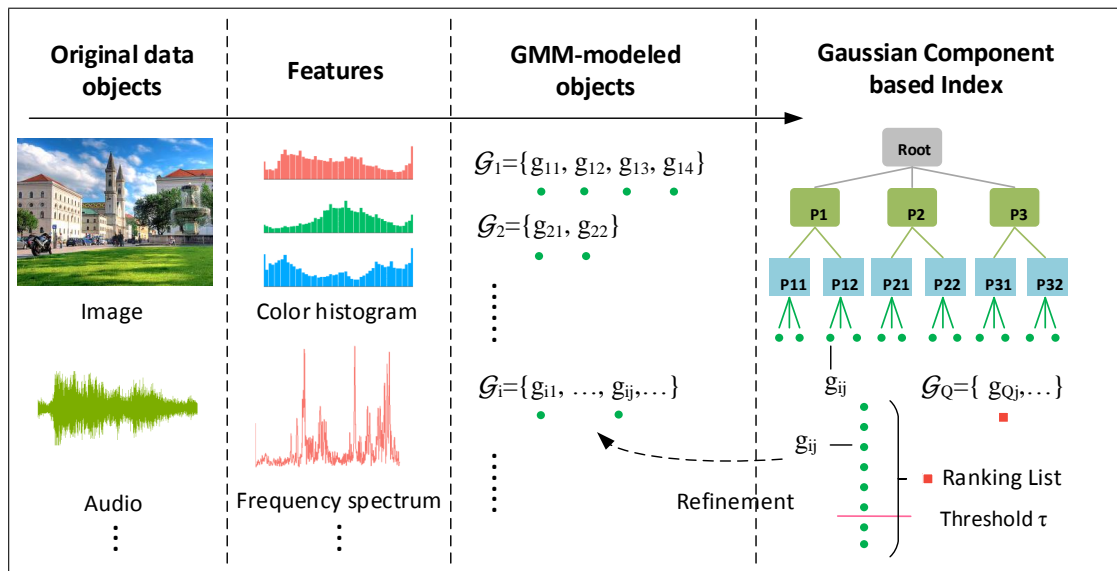 Original data
objects
Features
GMM-modeled
objects
Gaussian Component
based Index
Image
Color histogram
Audio
Frequency spectrum
𝒢1={g11, g12, g13, g14}
𝒢2={g21, g22}
𝒢i={gi1, …, gij,…}
Refinement
Root
P1
P2
P3
P11
P12
P21
P22
P31
P32
gij
𝒢Q={ gQj,…}
gij
Ranking List
Threshold τ